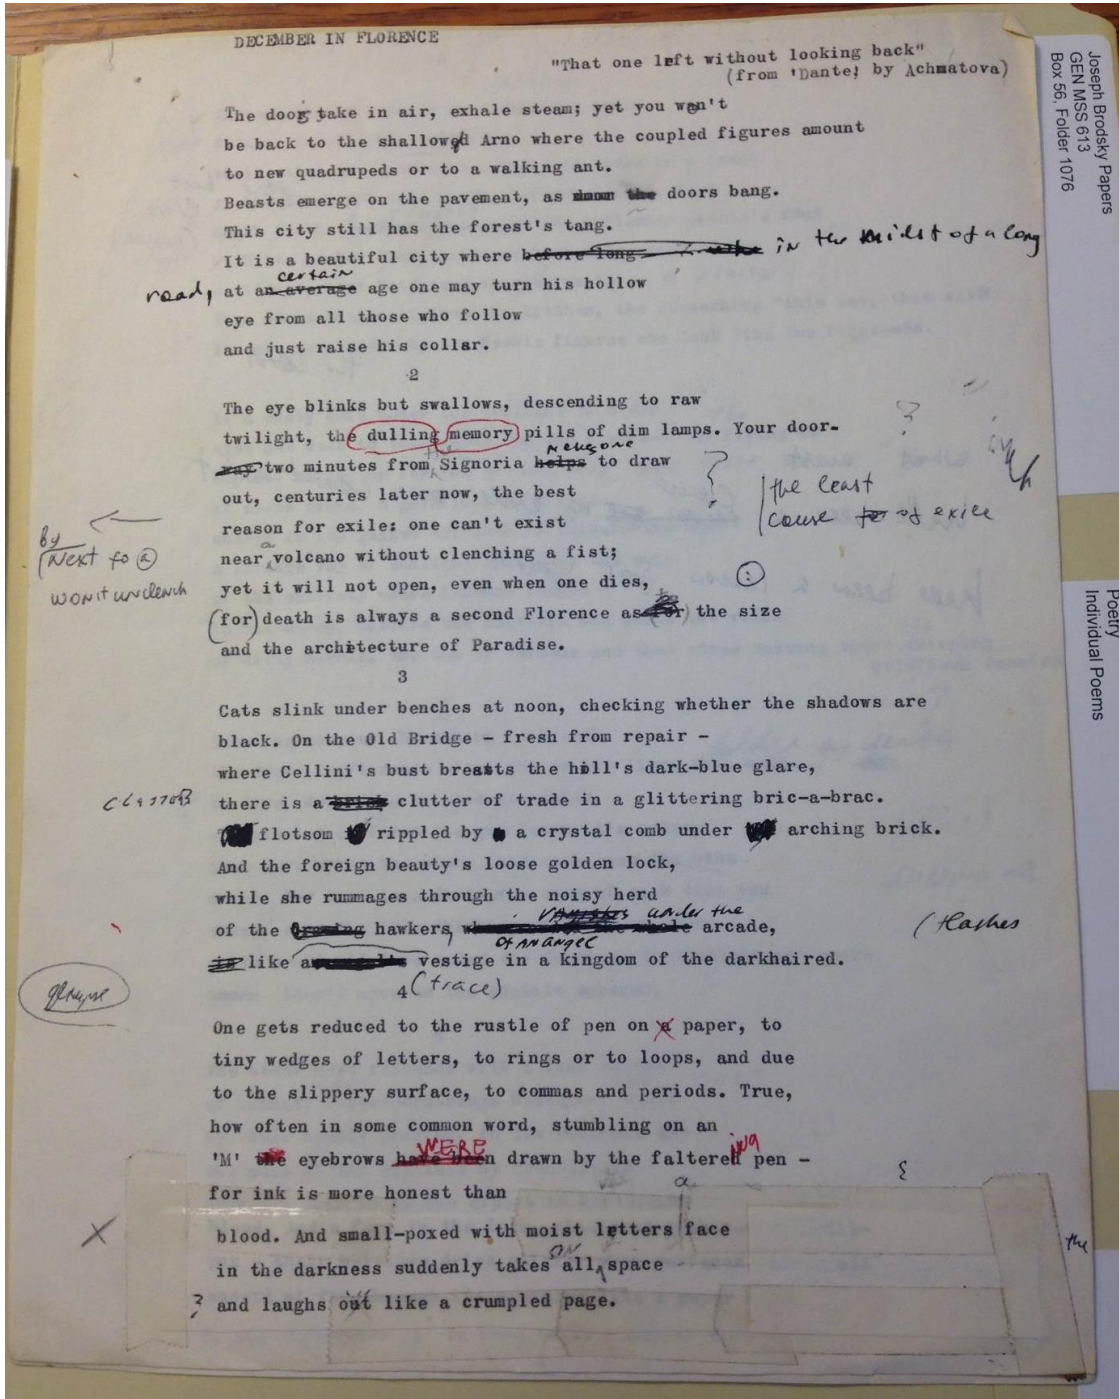 DECEMBER IN FLORENCE
"That one left without looking back"
(from 'Dante' by Achmatova)
The doors take in air, exhale steam; yet you won't
be back to the shallowed Arno where the coupled figures amount
to new quadrupeds or to a walking ant.
Beasts emerge on the pavement, as the doors bang.
This city still has the forest's tang.
It is a beautiful city where before long in the midst of a long
road, at an average certain age one may turn his hollow
eye from all those who follow
and just raise his collar.
2
The eye blinks but swallows, descending to raw
twilight, the dulling memory pills of dim lamps. Your door-
?
way two minutes from the Signoria helps makes one to draw
?
out, centuries later now, the best
the least
cause for of exile
reason for exile: one can't exist
by
Next to a
near a volcano without clenching a fist;
won't unclench
yet it will not open, even when one dies,
:
(for) death is always a second Florence as for the size
and the architecture of Paradise.
3
Cats slink under benches at noon, checking whether the shadows are
black. On the Old Bridge - fresh from repair -
where Cellini's bust breasts the hill's dark-blue glare,
there is a brisk clutter of trade in a glittering bric-a-brac.
flotsom rippled by a crystal comb under arching brick.
And the foreign beauty's loose golden lock,
while she rummages through the noisy herd
of the hawkers, vanishes under the arcade,
(flashes
is like a of an angel vestige in a kingdom of the darkhaired.
glimpse
4 (trace)
One gets reduced to the rustle of pen on a paper, to
tiny wedges of letters, to rings or to loops, and due
to the slippery surface, to commas and periods. True,
how often in some common word, stumbling on an
'M' the eyebrows have been WERE drawn by the faltered ing pen -
for ink is more honest than
X
blood. And small-poxed with moist letters a face
the
in the darkness suddenly takes on all space
? and laughs out like a crumpled page.
Joseph Brodsky Papers
GEN MSS 613
Box 56, Folder 1076
Poetry
Individual Poems